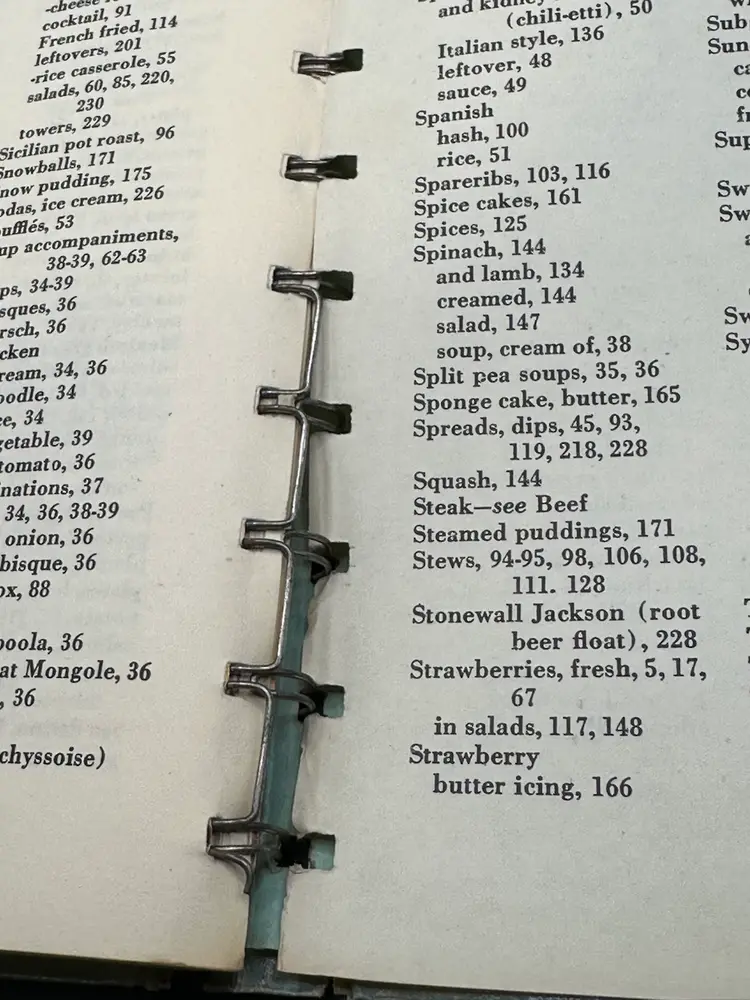 -cheese
cocktail, 91
French fried, 114
leftovers, 201
-rice casserole, 55
salads, 60, 85, 220,
230
towers, 229
Sicilian pot roast, 96
Snowballs, 171
now pudding, 175
odas, ice cream, 226
ufflés, 53
up accompaniments,
38-39, 62-63
ps, 34-39
sques, 36
rsch, 36
cken
ream, 34, 36
oodle, 34
ce, 34
getable, 39
tomato, 36
inations, 37
34, 36, 38-39
onion, 36
bisque, 36
ox, 88
poola, 36
at Mongole, 36
, 36
chyssoise)
and kidney
(chili-etti), 50
Italian style, 136
leftover, 48
sauce, 49
Spanish
hash, 100
rice, 51
Spareribs, 103, 116
Spice cakes, 161
Spices, 125
Spinach, 144
and lamb, 134
creamed, 144
salad, 147
soup, cream of, 38
Split pea soups, 35, 36
Sponge cake, butter, 165
Spreads, dips, 45, 93,
119, 218, 228
Squash, 144
Steak—see Beef
Steamed puddings, 171
Stews, 94-95, 98, 106, 108,
111. 128
Stonewall Jackson (root
beer float), 228
Strawberries, fresh, 5, 17,
67
in salads, 117, 148
Strawberry
butter icing, 166
Sub
Sun
ca
co
fr
Sup
Sw
Sw
a
Sw
Sy